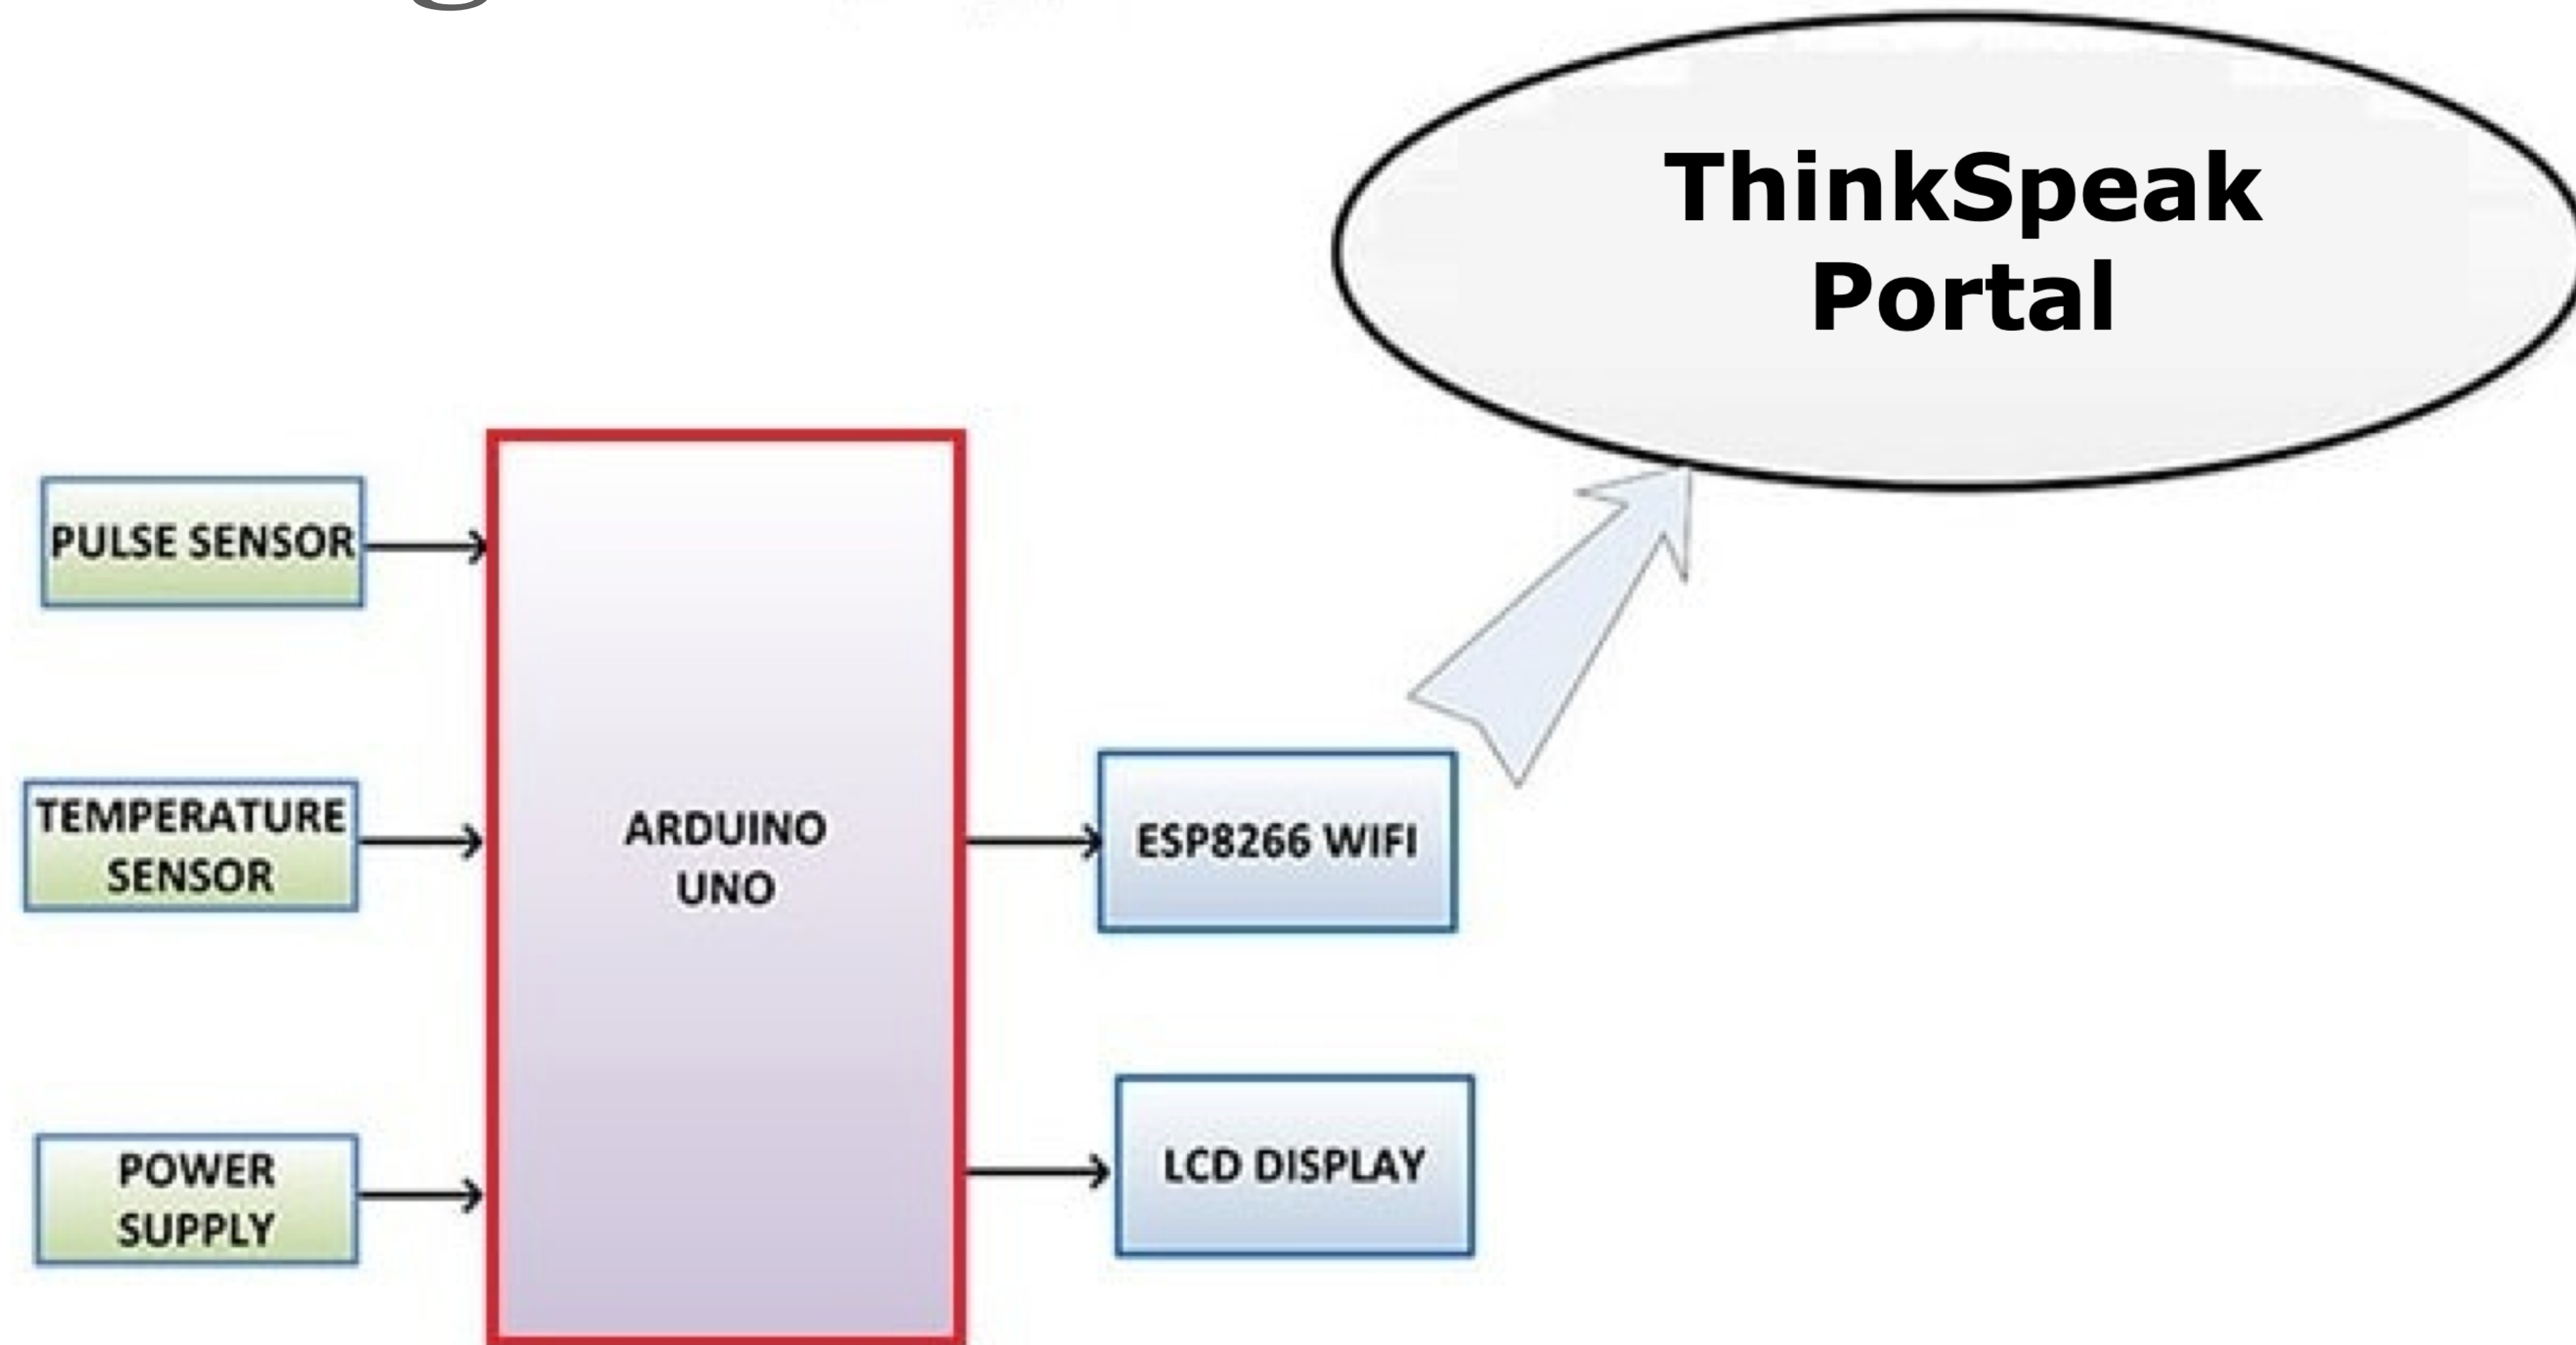 ThinkSpeak
Portal
PULSE SENSOR
TEMPERATURE
SENSOR
POWER
SUPPLY
ARDUINO
UNO
ESP8266 WIFI
LCD DISPLAY